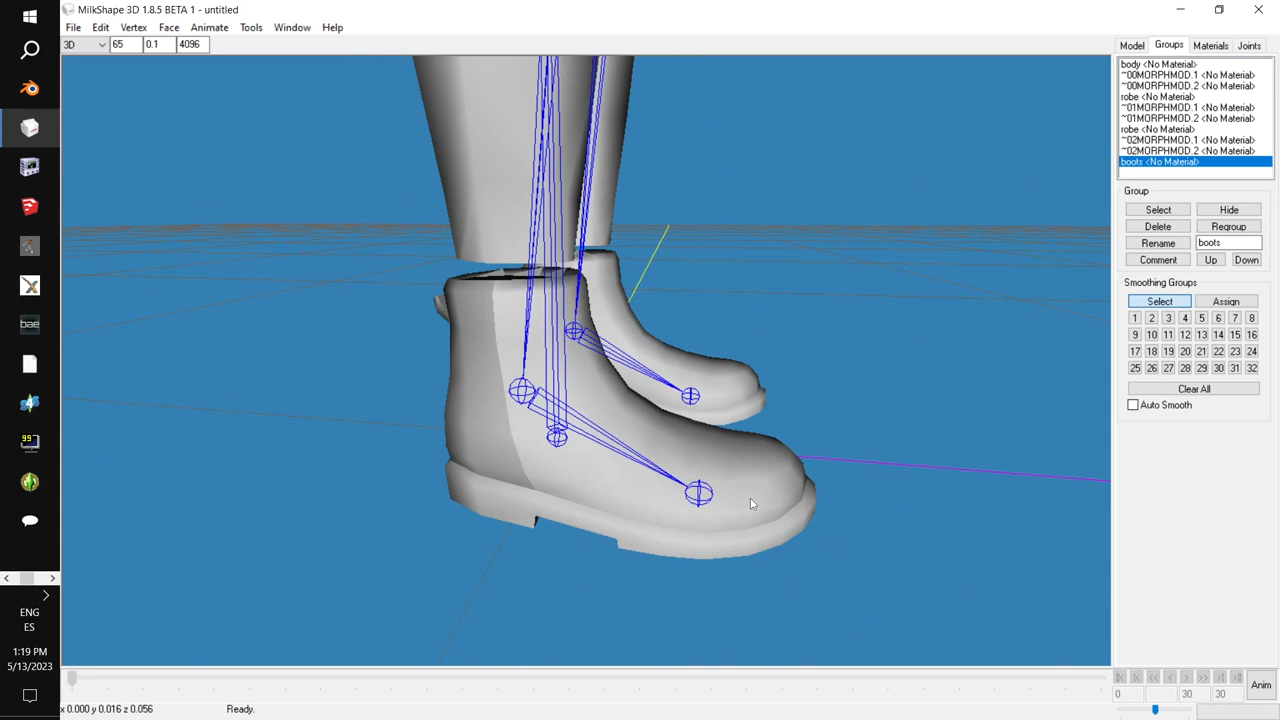 MilkShape 3D 1.8.5 BETA 1 - untitled
File Edit Vertex Face Animate Tools Window Help
3D 65 0.1 4096
Model Groups Materials Joints
body <No Material>
~00MORPHMOD.1 <No Material>
~00MORPHMOD.2 <No Material>
robe <No Material>
~01MORPHMOD.1 <No Material>
~01MORPHMOD.2 <No Material>
robe <No Material>
~02MORPHMOD.1 <No Material>
~02MORPHMOD.2 <No Material>
boots <No Material>
Group
Select Hide
Delete Regroup
Rename boots
Comment Up Down
Smoothing Groups
Select Assign
1 2 3 4 5 6 7 8
9 10 11 12 13 14 15 16
17 18 19 20 21 22 23 24
25 26 27 28 29 30 31 32
Clear All
Auto Smooth
bae
99
ENG
ES
1:19 PM
5/13/2023
0 30 30
Anim
x 0.000 y 0.016 z 0.056 Ready.